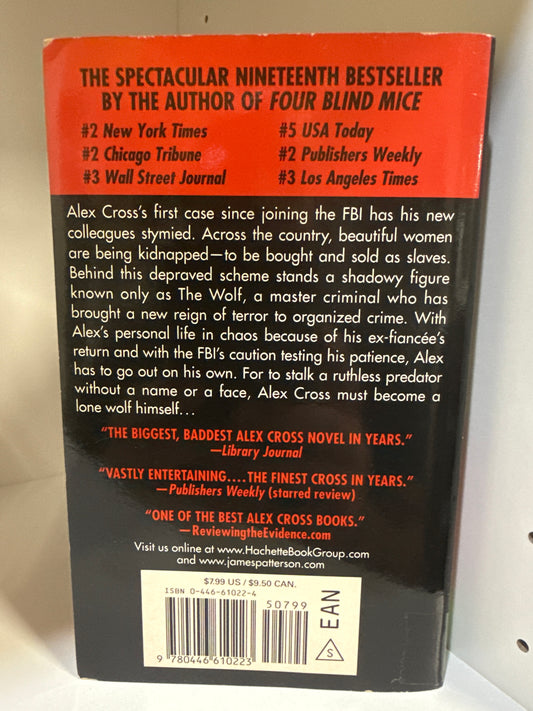 THE SPECTACULAR NINETEENTH BESTSELLER
BY THE AUTHOR OF FOUR BLIND MICE
#2 New York Times
#2 Chicago Tribune
#3 Wall Street Journal
#5 USA Today
#2 Publishers Weekly
#3 Los Angeles Times
Alex Cross's first case since joining the FBI has his new
colleagues stymied. Across the country, beautiful women
are being kidnapped—to be bought and sold as slaves.
Behind this depraved scheme stands a shadowy figure
known only as The Wolf, a master criminal who has
brought a new reign of terror to organized crime. With
Alex's personal life in chaos because of his ex-fiancée's
return and with the FBI's caution testing his patience, Alex
has to go out on his own. For to stalk a ruthless predator
without a name or a face, Alex Cross must become a
lone wolf himself...
"THE BIGGEST, BADDEST ALEX CROSS NOVEL IN YEARS."
—Library Journal
"VASTLY ENTERTAINING....THE FINEST CROSS IN YEARS."
—Publishers Weekly (starred review)
"ONE OF THE BEST ALEX CROSS BOOKS."
—ReviewingtheEvidence.com
Visit us online at www.HachetteBookGroup.com
and www.jamespatterson.com
$7.99 US / $9.50 CAN.
ISBN 0-446-61022-4
50799
9 780446 610223
EAN
S